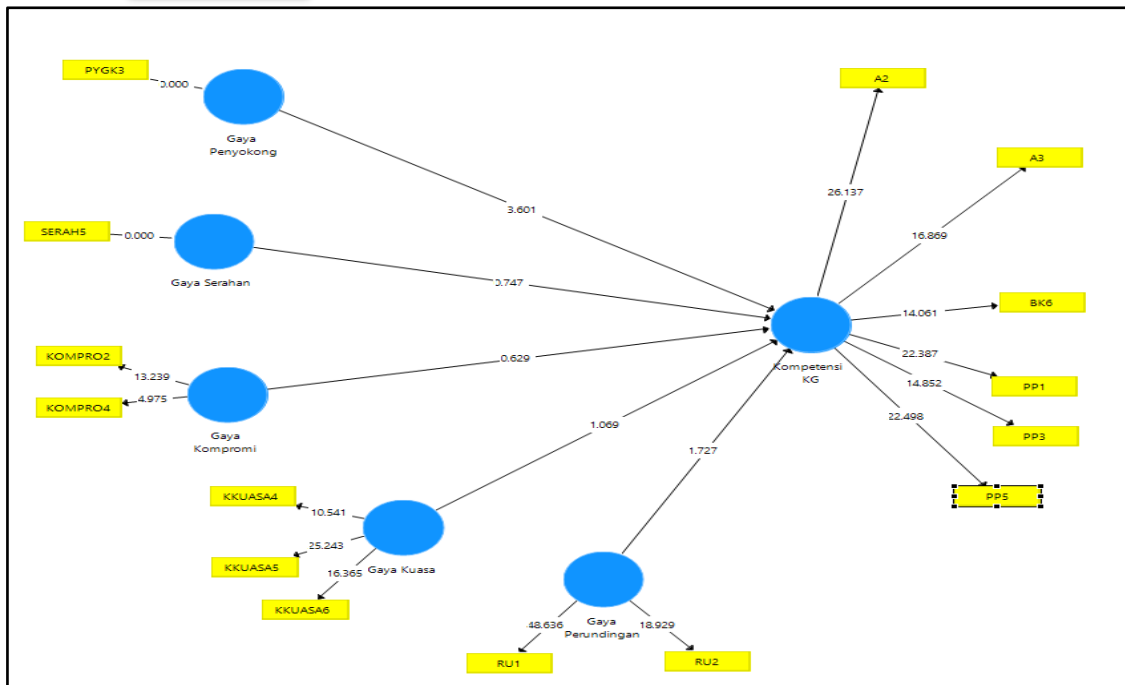 PYGK3
0.000
Gaya
Penyokong
A2
A3
26.137
3.601
16.869
SERAH5
0.000
Gaya Serahan
0.747
BK6
14.061
KOMPRO2
13.239
0.629
Kompetensi
KG
22.387
PP1
14.852
KOMPRO4
4.975
Gaya
Kompromi
22.498
PP3
1.069
1.727
KKUASA4
10.541
PP5
25.243
KKUASA5
16.365
Gaya Kuasa
KKUASA6
48.636
Gaya
Perundingan
18.929
RU1
RU2